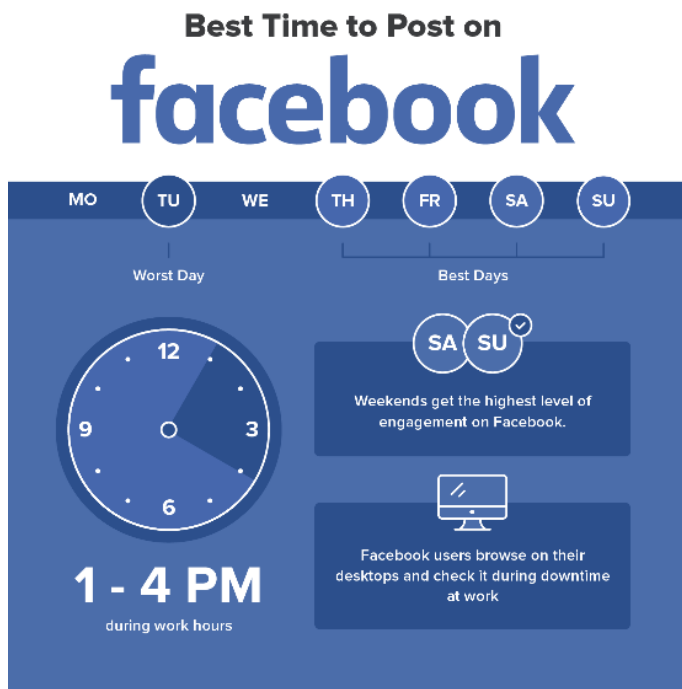 Best Time to Post on
facebook
MO TU WE TH FR SA SU
Worst Day
Best Days
12
3
6
9
1 - 4 PM
during work hours
SA SU
Weekends get the highest level of
engagement on Facebook.
Facebook users browse on their
desktops and check it during downtime
at work